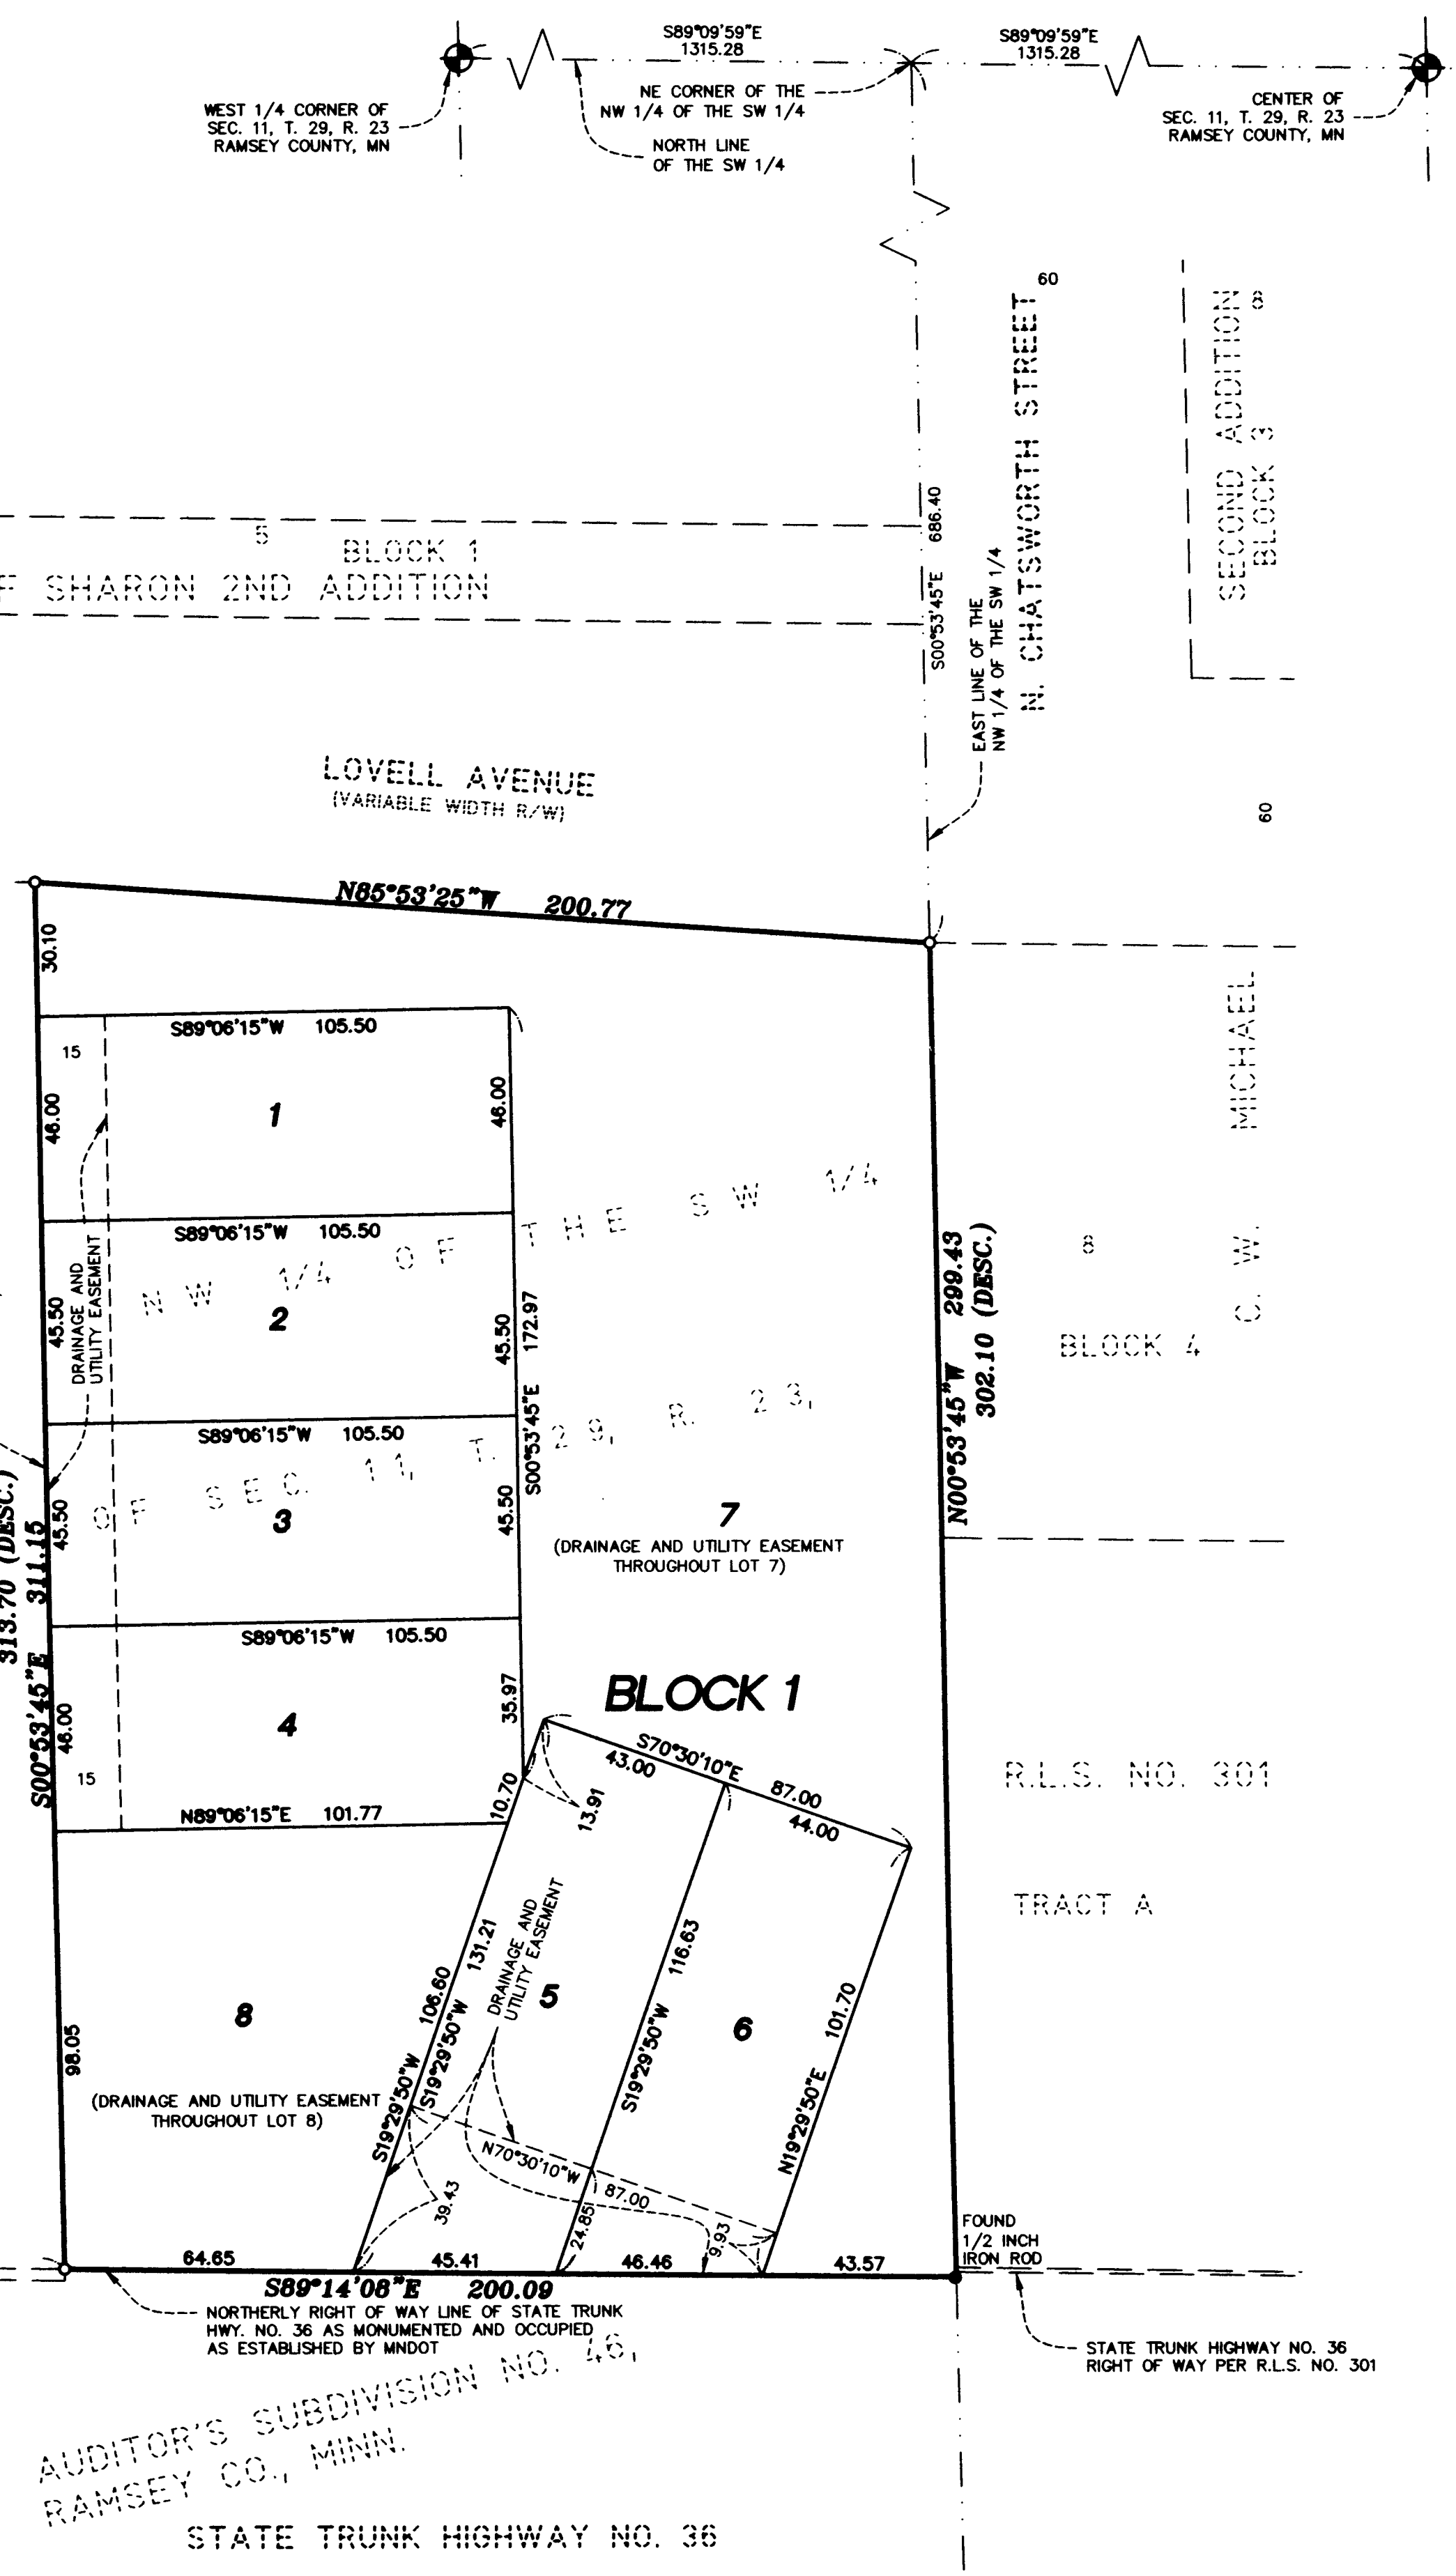 S89°09'59"E
1315.28
S89°09'59"E
1315.28
WEST 1/4 CORNER OF
SEC. 11, T. 29, R. 23
RAMSEY COUNTY, MN
NE CORNER OF THE
NW 1/4 OF THE SW 1/4
NORTH LINE
OF THE SW 1/4
CENTER OF
SEC. 11, T. 29, R. 23
RAMSEY COUNTY, MN
60
N. CHATSWORTH STREET
SECOND ADDITION
8
BLOCK 3
S00°53'45"E 686.40
EAST LINE OF THE
NW 1/4 OF THE SW 1/4
5
BLOCK 1
F SHARON 2ND ADDITION
LOVELL AVENUE
(VARIABLE WIDTH R/W)
60
N85°53'25"W 200.77
30.10
S89°06'15"W 105.50
15
46.00
1
46.00
S89°06'15"W 105.50
DRAINAGE AND
UTILITY EASEMENT
45.50
2
45.50
S00°53'45"E 172.97
S89°06'15"W 105.50
45.50
3
45.50
S89°06'15"W 105.50
46.00
4
35.97
15
N89°06'15"E 101.77
NW 1/4 OF THE SW 1/4
OF SEC. 11, T. 29, R. 23,
7
(DRAINAGE AND UTILITY EASEMENT
THROUGHOUT LOT 7)
BLOCK 1
313.70 (DESC.)
S00°53'45"E 311.15
N00°53'45"W 299.43
302.10 (DESC.)
C. W. MICHAEL
8
BLOCK 4
R.L.S. NO. 301
TRACT A
S70°30'10"E 87.00
43.00
44.00
10.70
13.91
DRAINAGE AND
UTILITY EASEMENT
S19°29'50"W 106.60
S19°29'50"W 131.21
5
S19°29'50"W 116.63
6
N19°29'50"E 101.70
8
(DRAINAGE AND UTILITY EASEMENT
THROUGHOUT LOT 8)
98.05
N70°30'10"W 87.00
39.43
24.85
9.93
64.65
45.41
46.46
43.57
S89°14'08"E 200.09
FOUND
1/2 INCH
IRON ROD
NORTHERLY RIGHT OF WAY LINE OF STATE TRUNK
HWY. NO. 36 AS MONUMENTED AND OCCUPIED
AS ESTABLISHED BY MNDOT
STATE TRUNK HIGHWAY NO. 36
RIGHT OF WAY PER R.L.S. NO. 301
AUDITOR'S SUBDIVISION NO. 46,
RAMSEY CO., MINN.
STATE TRUNK HIGHWAY NO. 36